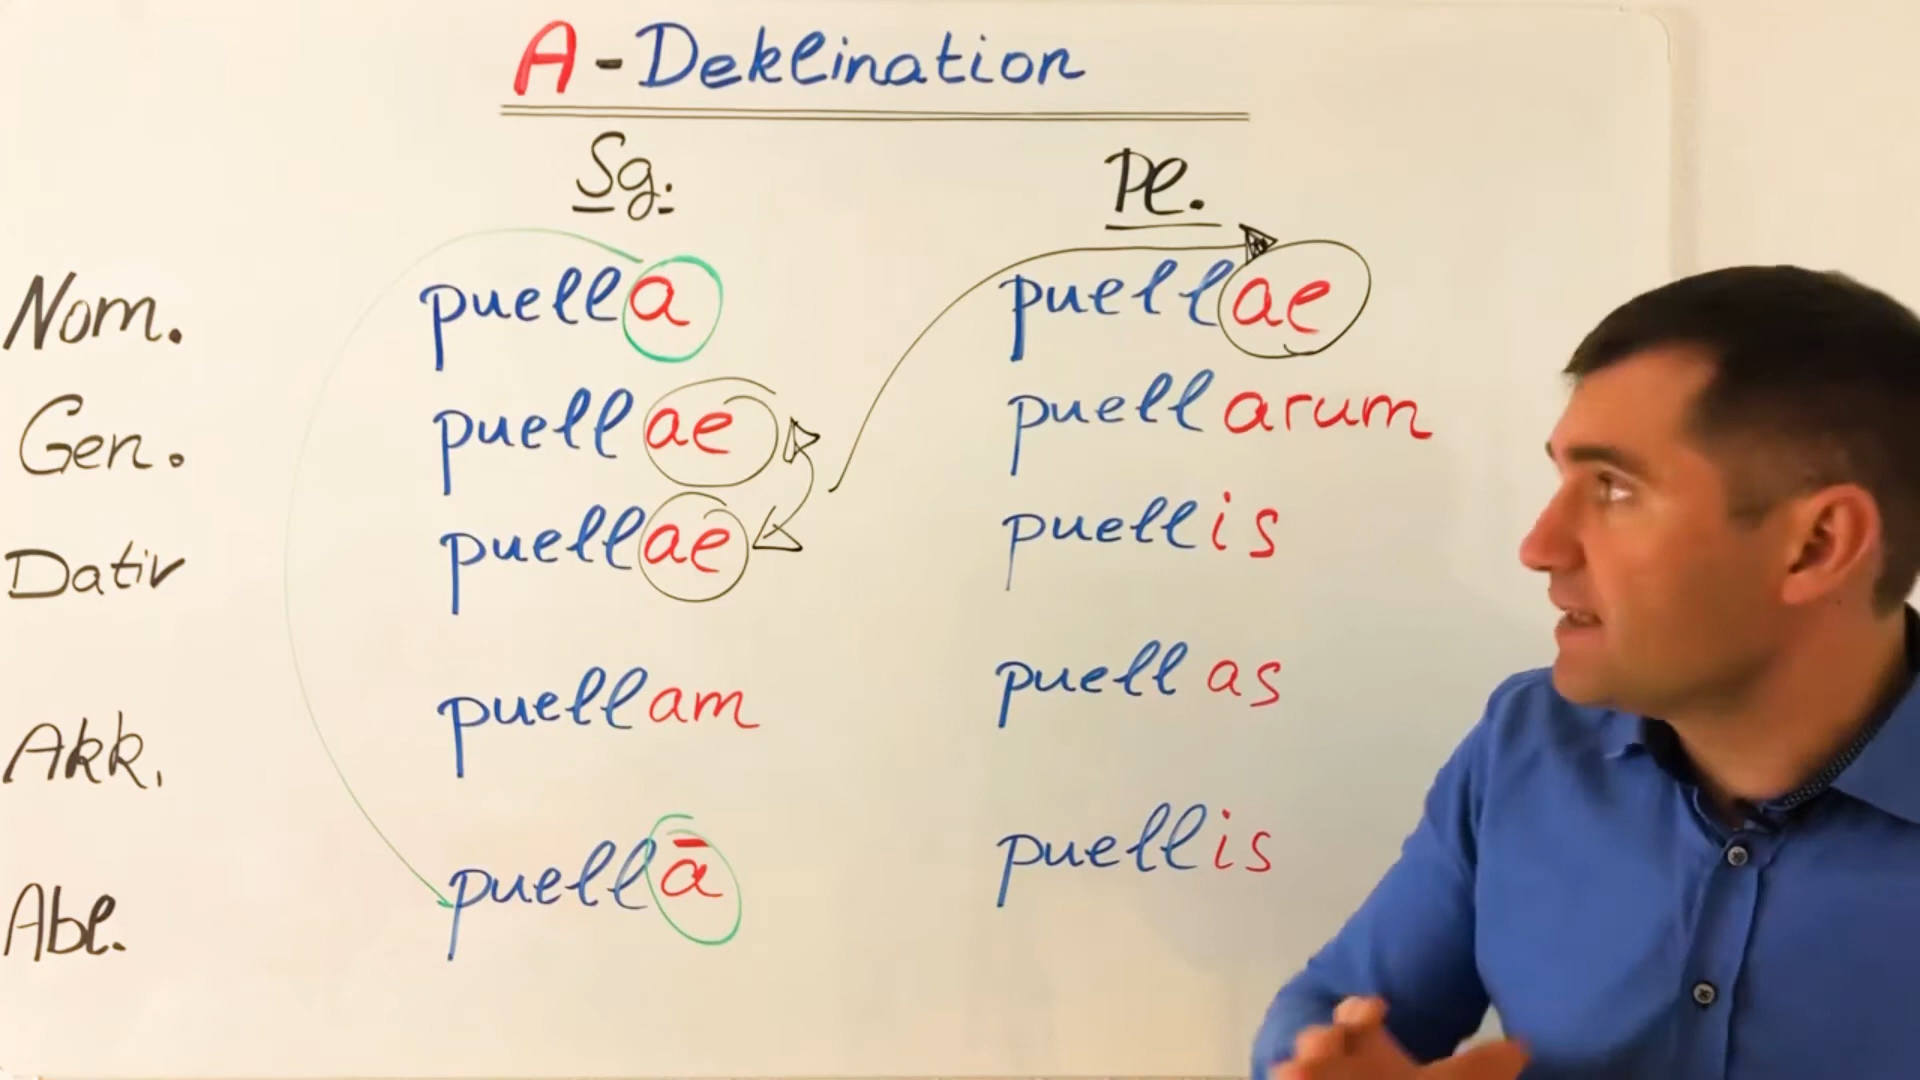 A-Deklination
Sg. Pl.
Nom. puella puellae
Gen. puellae puellarum
Dativ puellae puellis
Akk. puellam puellas
Abl. puellā puellis